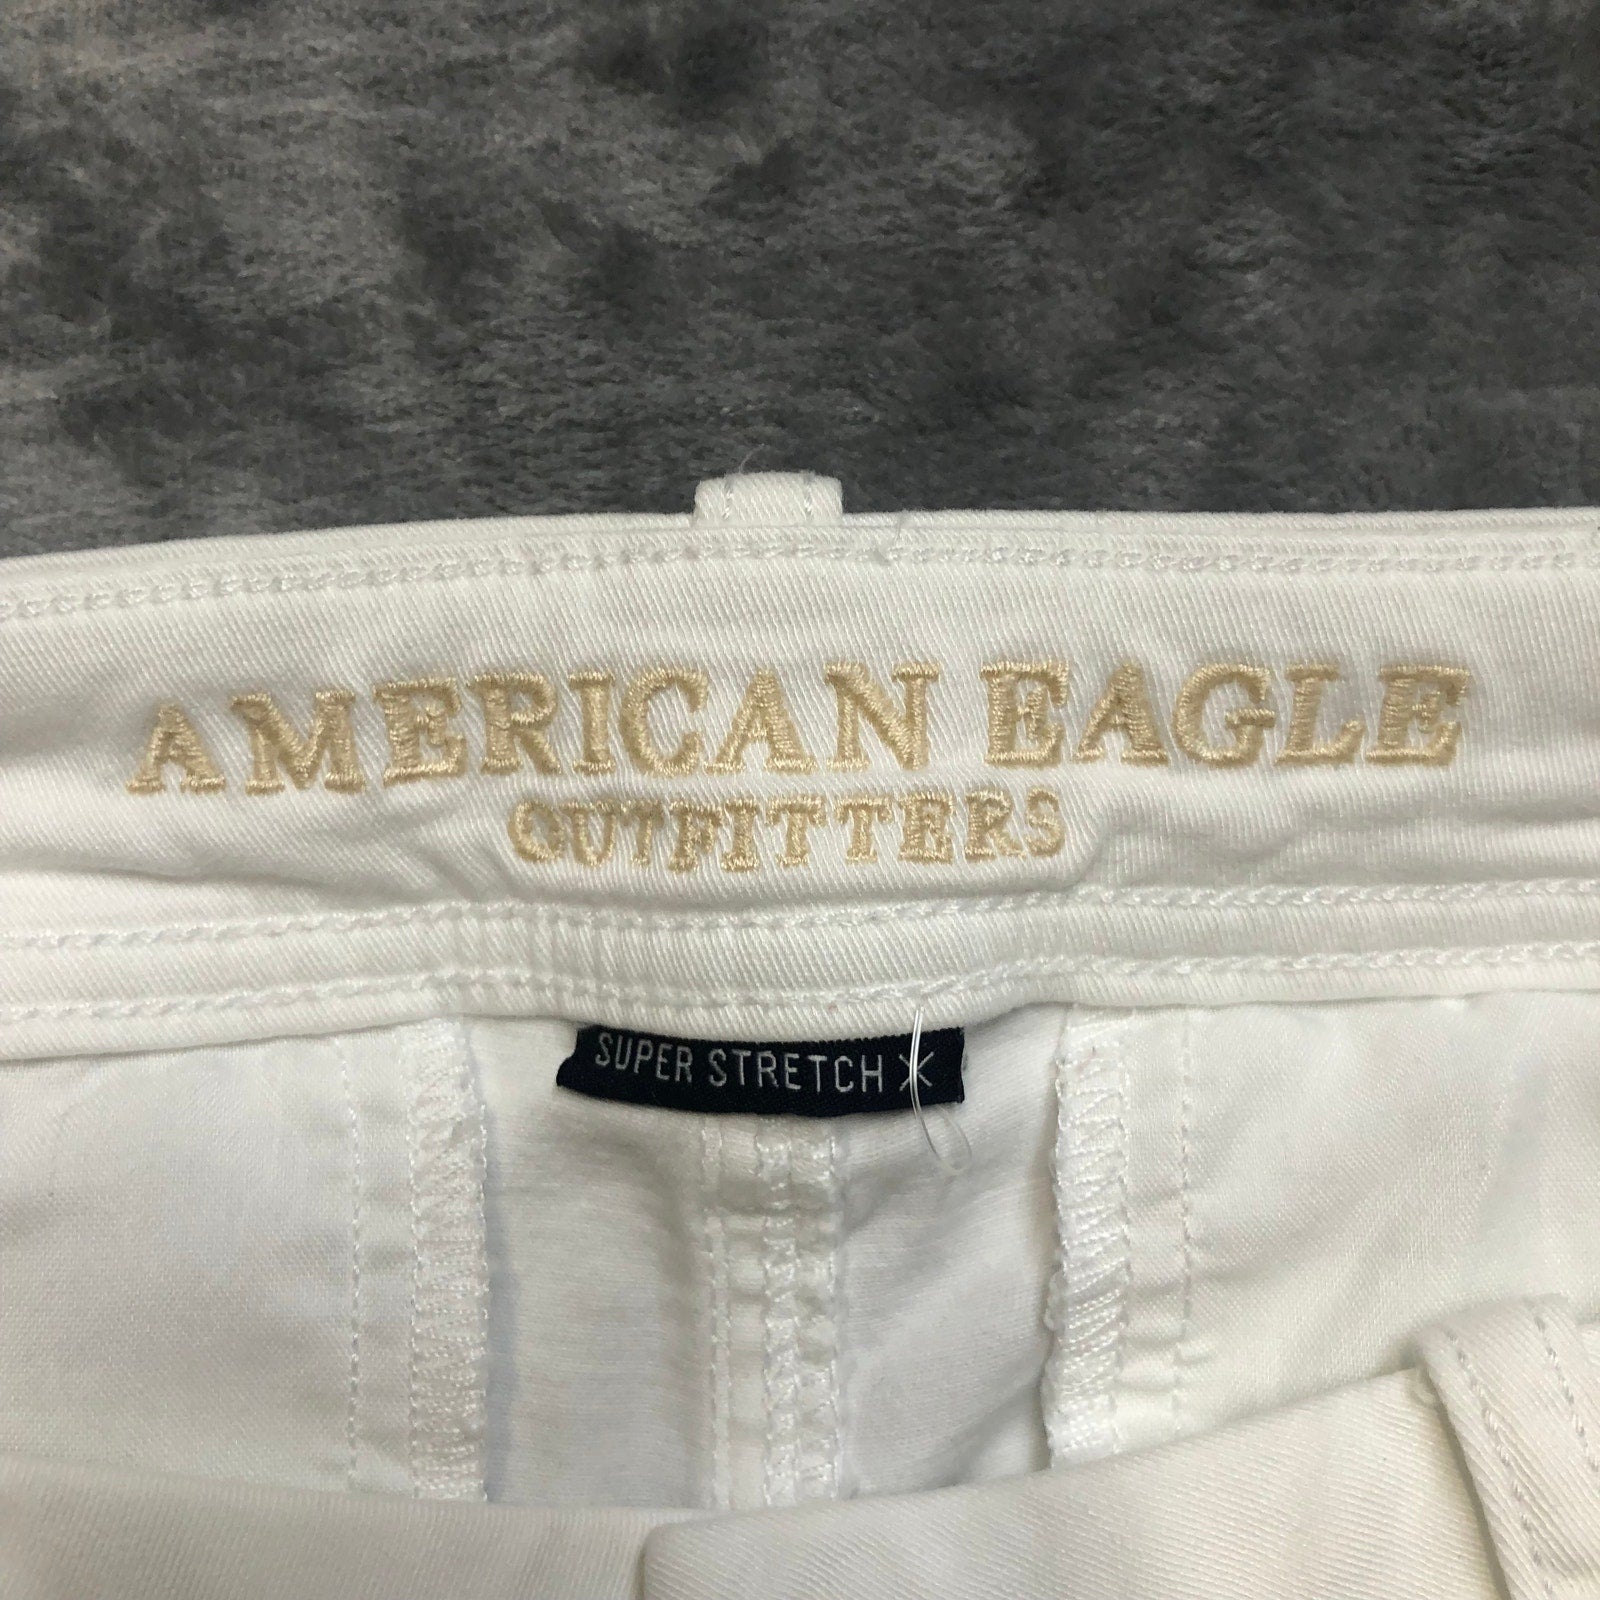 AMERICAN EAGLE
OUTFITTERS
SUPER STRETCH X